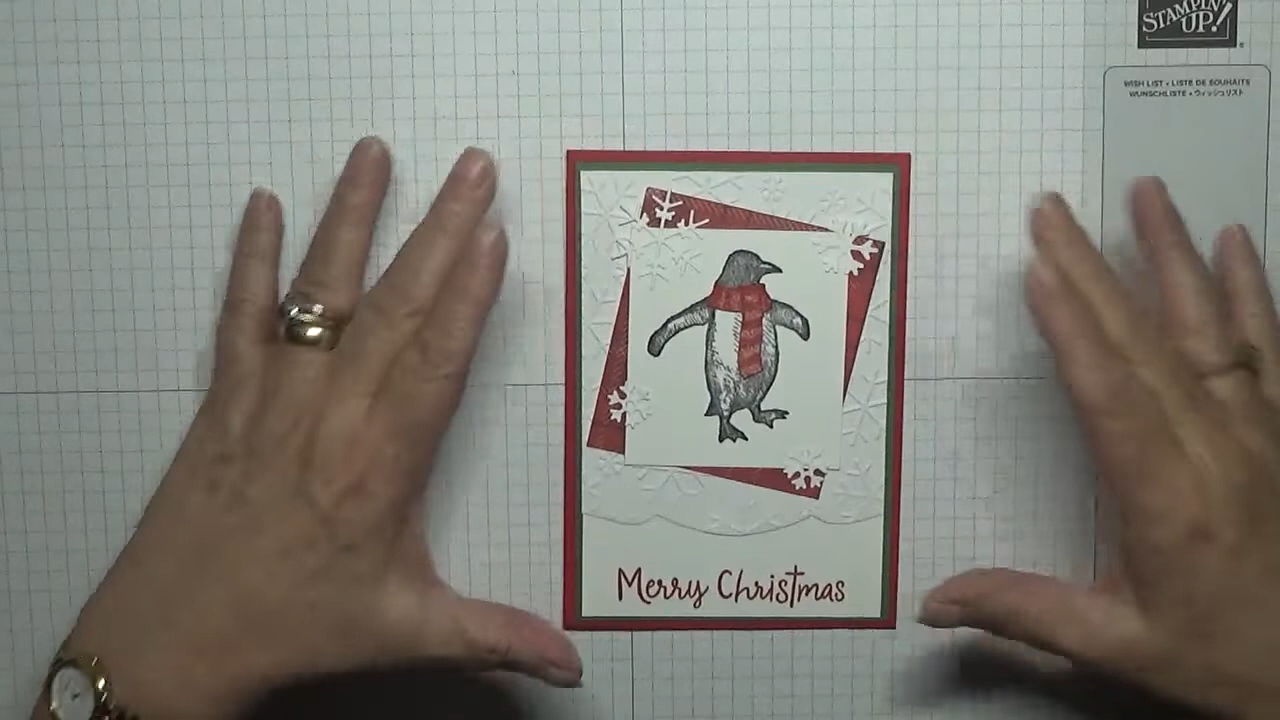 STAMPIN'
UP!
WISH LIST • LISTE DE SOUHAITS
WUNSCHLISTE • ウィッシュリスト
Merry Christmas